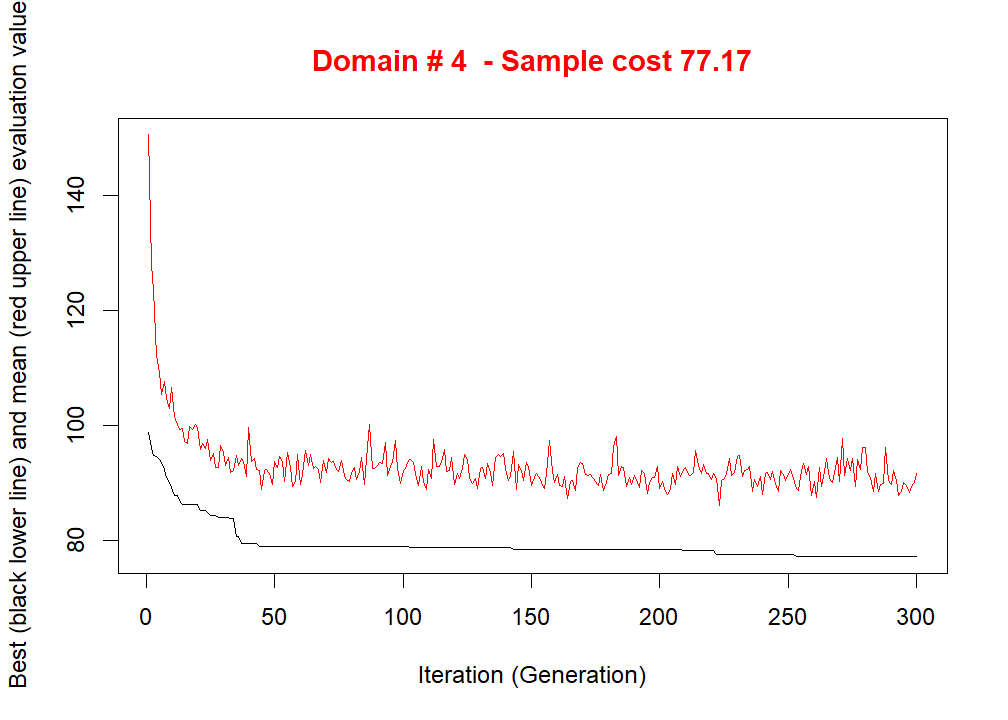 Domain # 4  - Sample cost 77.17
Best (black lower line) and mean (red upper line) evaluation value
140
120
100
80
0 50 100 150 200 250 300
Iteration (Generation)